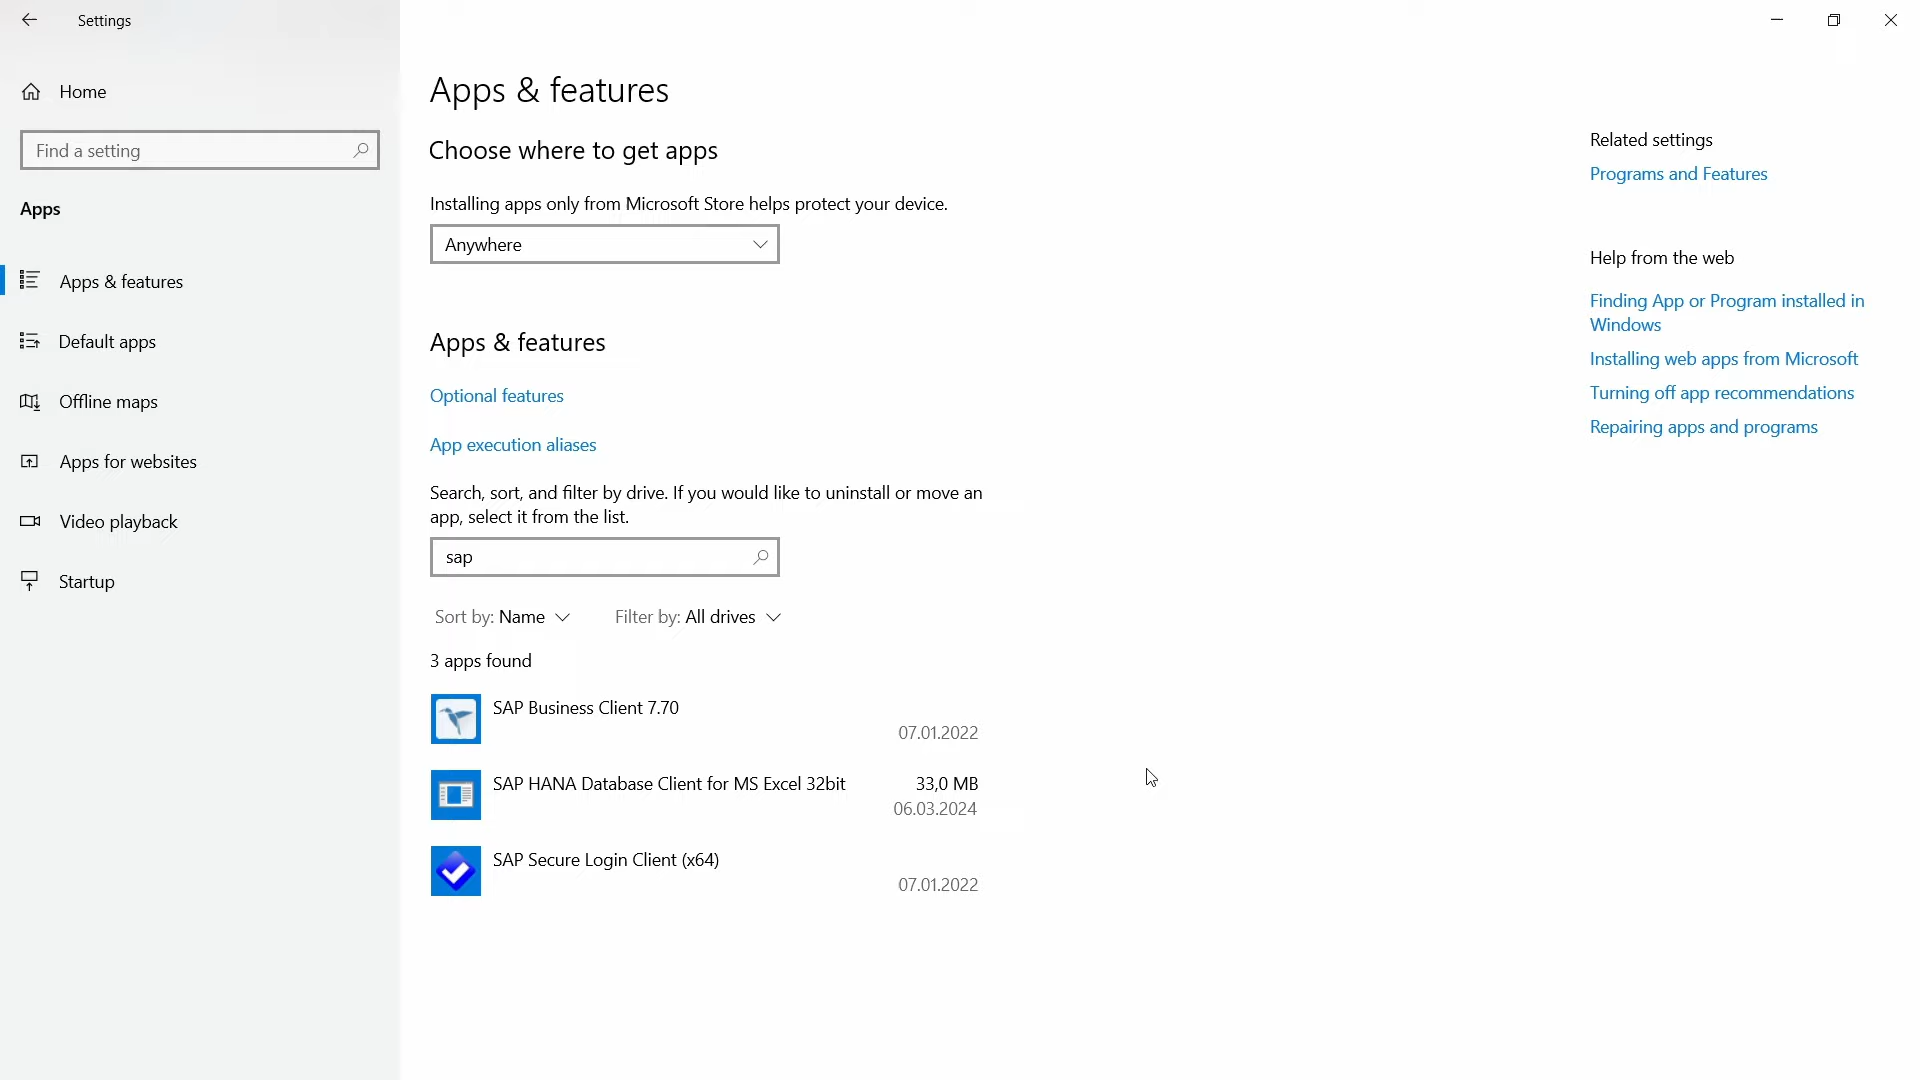 Settings
Home
Find a setting
Apps
Apps & features
Default apps
Offline maps
Apps for websites
Video playback
Startup
Apps & features
Choose where to get apps
Installing apps only from Microsoft Store helps protect your device.
Anywhere
Apps & features
Optional features
App execution aliases
Search, sort, and filter by drive. If you would like to uninstall or move an
app, select it from the list.
sap
Sort by: Name Filter by: All drives
3 apps found
SAP Business Client 7.70
07.01.2022
SAP HANA Database Client for MS Excel 32bit 33,0 MB
06.03.2024
SAP Secure Login Client (x64)
07.01.2022
Related settings
Programs and Features
Help from the web
Finding App or Program installed in
Windows
Installing web apps from Microsoft
Turning off app recommendations
Repairing apps and programs